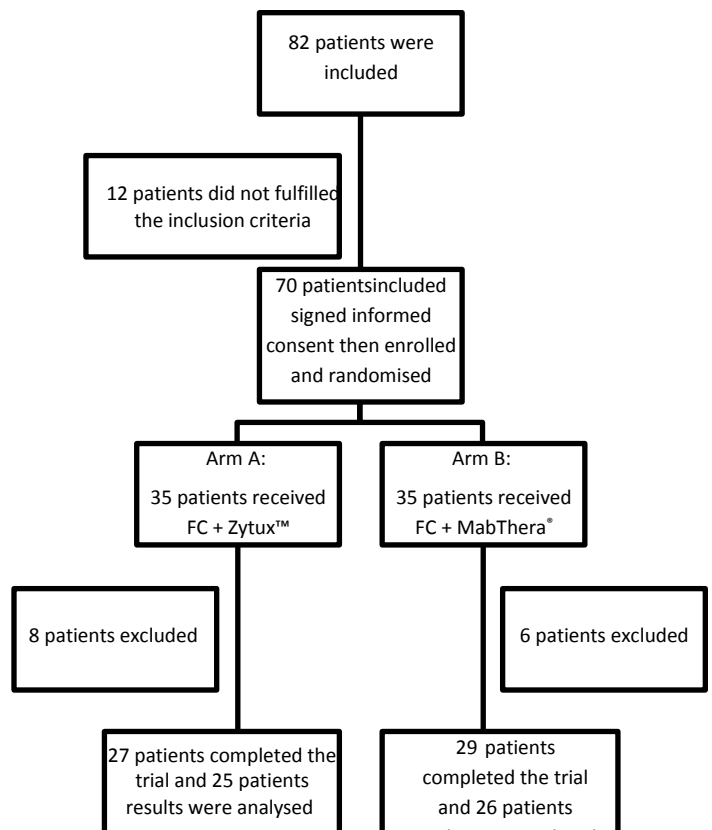 82 patients were
included
12 patients did not fulfilled
the inclusion criteria
70 patientsincluded
signed informed
consent then enrolled
and randomised
Arm A:
35 patients received
FC + Zytux™
Arm B:
35 patients received
FC + MabThera®
8 patients excluded
6 patients excluded
27 patients completed the
trial and 25 patients
results were analysed
29 patients
completed the trial
and 26 patients